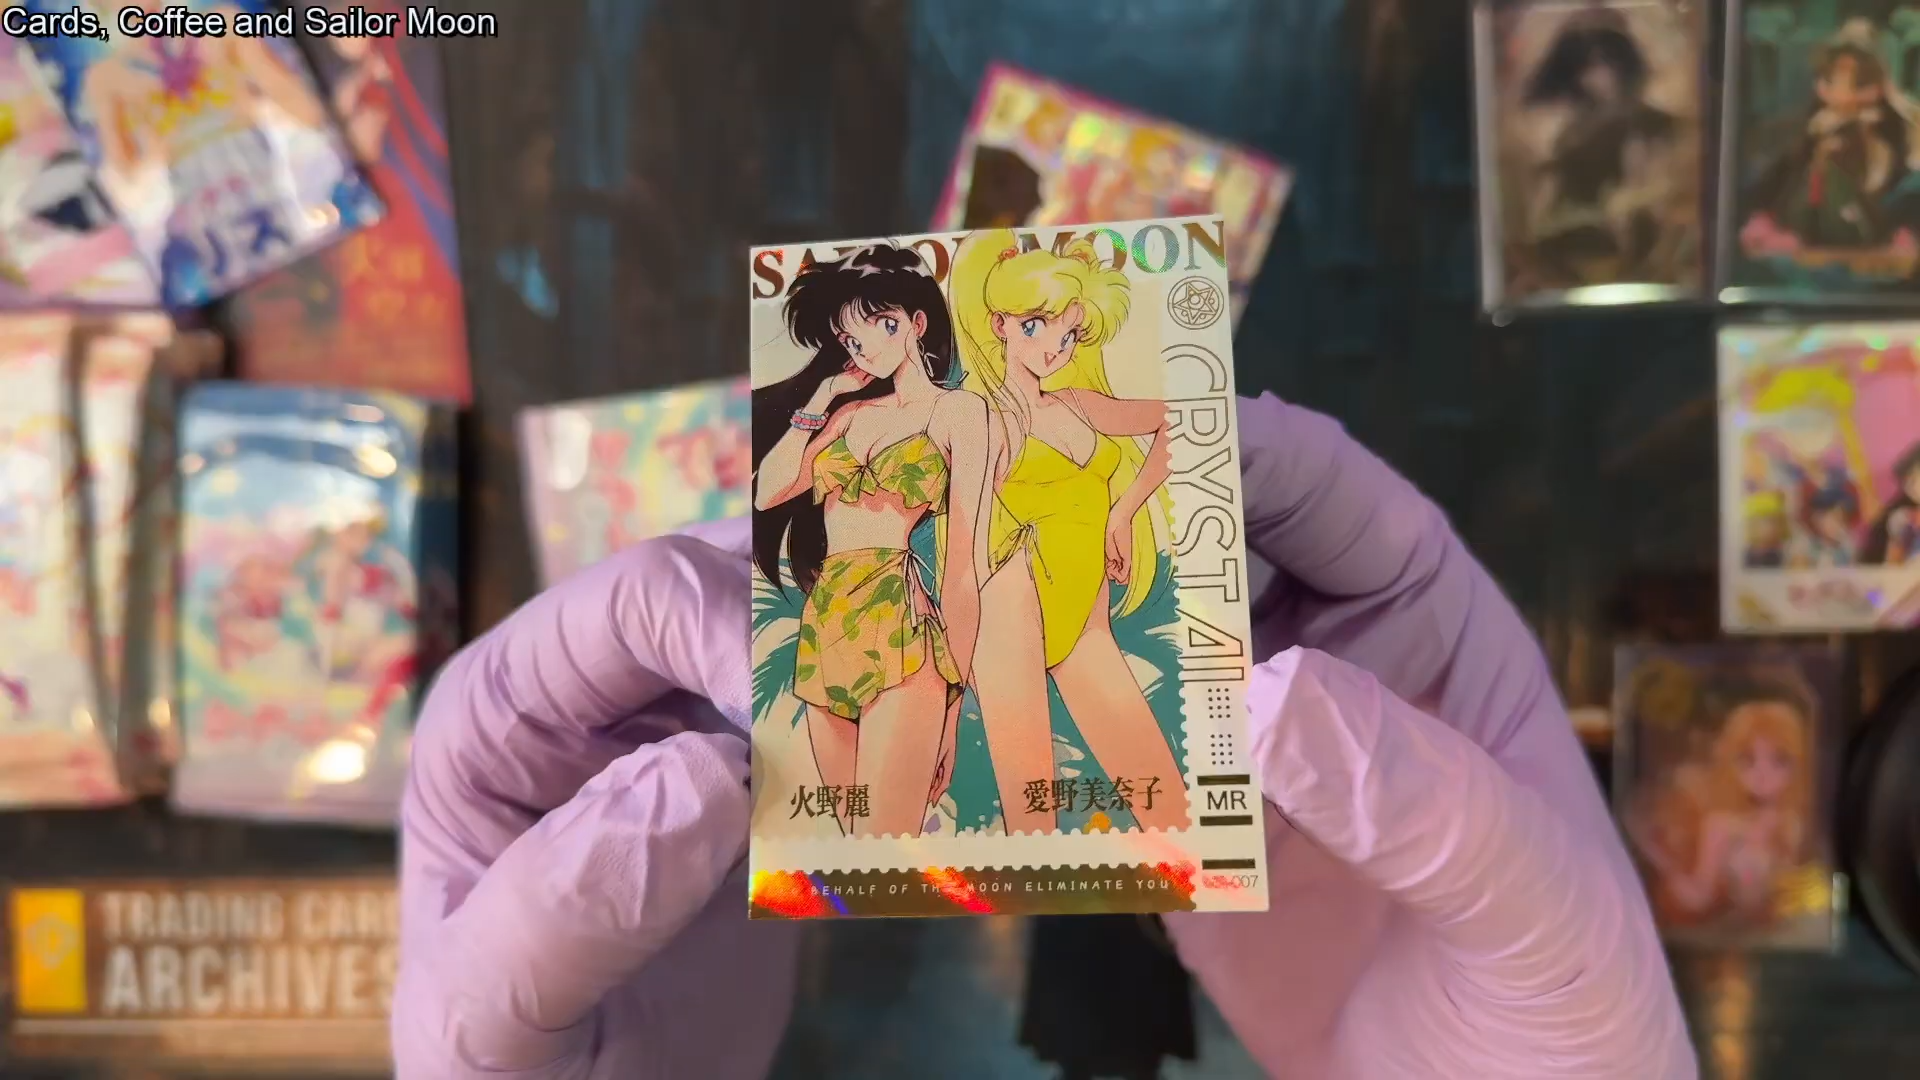 Cards, Coffee and Sailor Moon
SAILOR MOON
CRYSTAL
火野麗
愛野美奈子
MR
BEHALF OF THE MOON ELIMINATE YOU
TRADING CARD
ARCHIVES